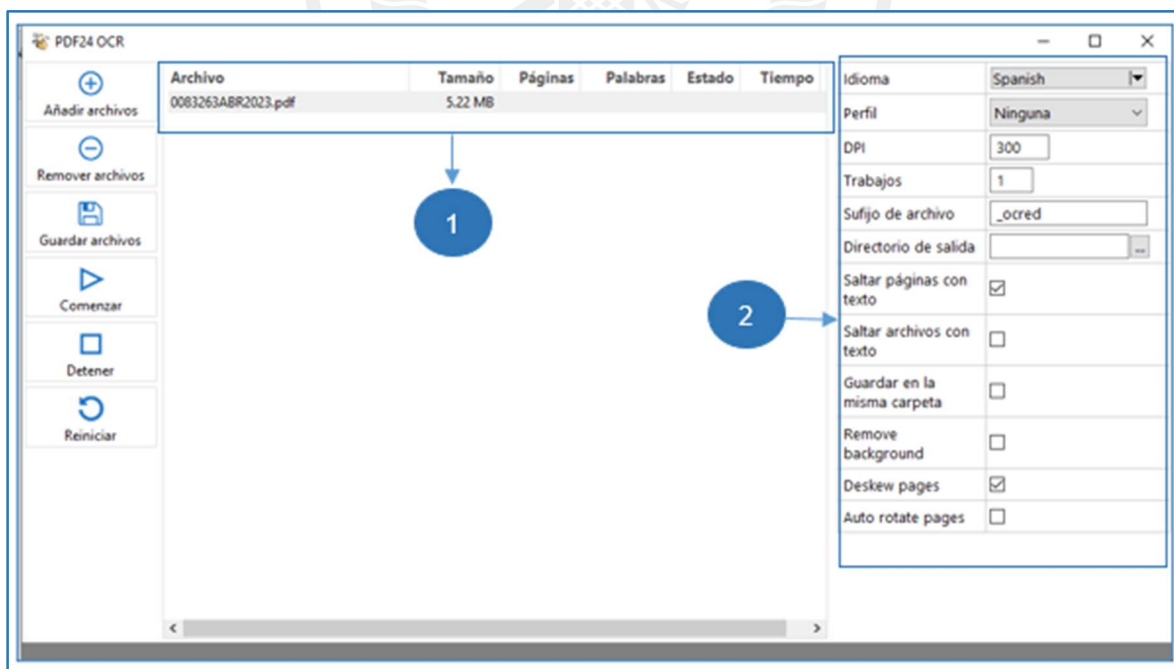 PDF24 OCR
Añadir archivos
Remover archivos
Guardar archivos
Comenzar
Detener
Reiniciar
Archivo Tamaño Páginas Palabras Estado Tiempo
0083263ABR2023.pdf 5.22 MB
1
2
Idioma Spanish
Perfil Ninguna
DPI 300
Trabajos 1
Sufijo de archivo _ocred
Directorio de salida ...
Saltar páginas con
texto
Saltar archivos con
texto
Guardar en la
misma carpeta
Remove
background
Deskew pages
Auto rotate pages